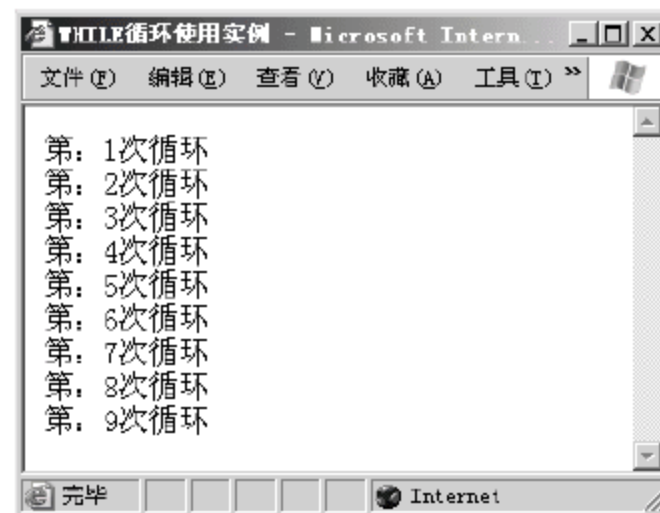 WHILE循环使用实例 - Microsoft Intern...
文件(F) 编辑(E) 查看(V) 收藏(A) 工具(T) »
第：1次循环
第：2次循环
第：3次循环
第：4次循环
第：5次循环
第：6次循环
第：7次循环
第：8次循环
第：9次循环
完毕 Internet